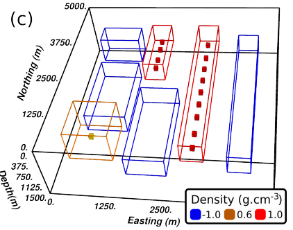 (c)
5000.
3750.
2500.
1250.
0.
Northing (m)
0.
375.
750.
1125.
1500.
Depth(m)
0.
1250.
2500.
Easting (m)
Density (g.cm-3)
-1.0 0.6 1.0